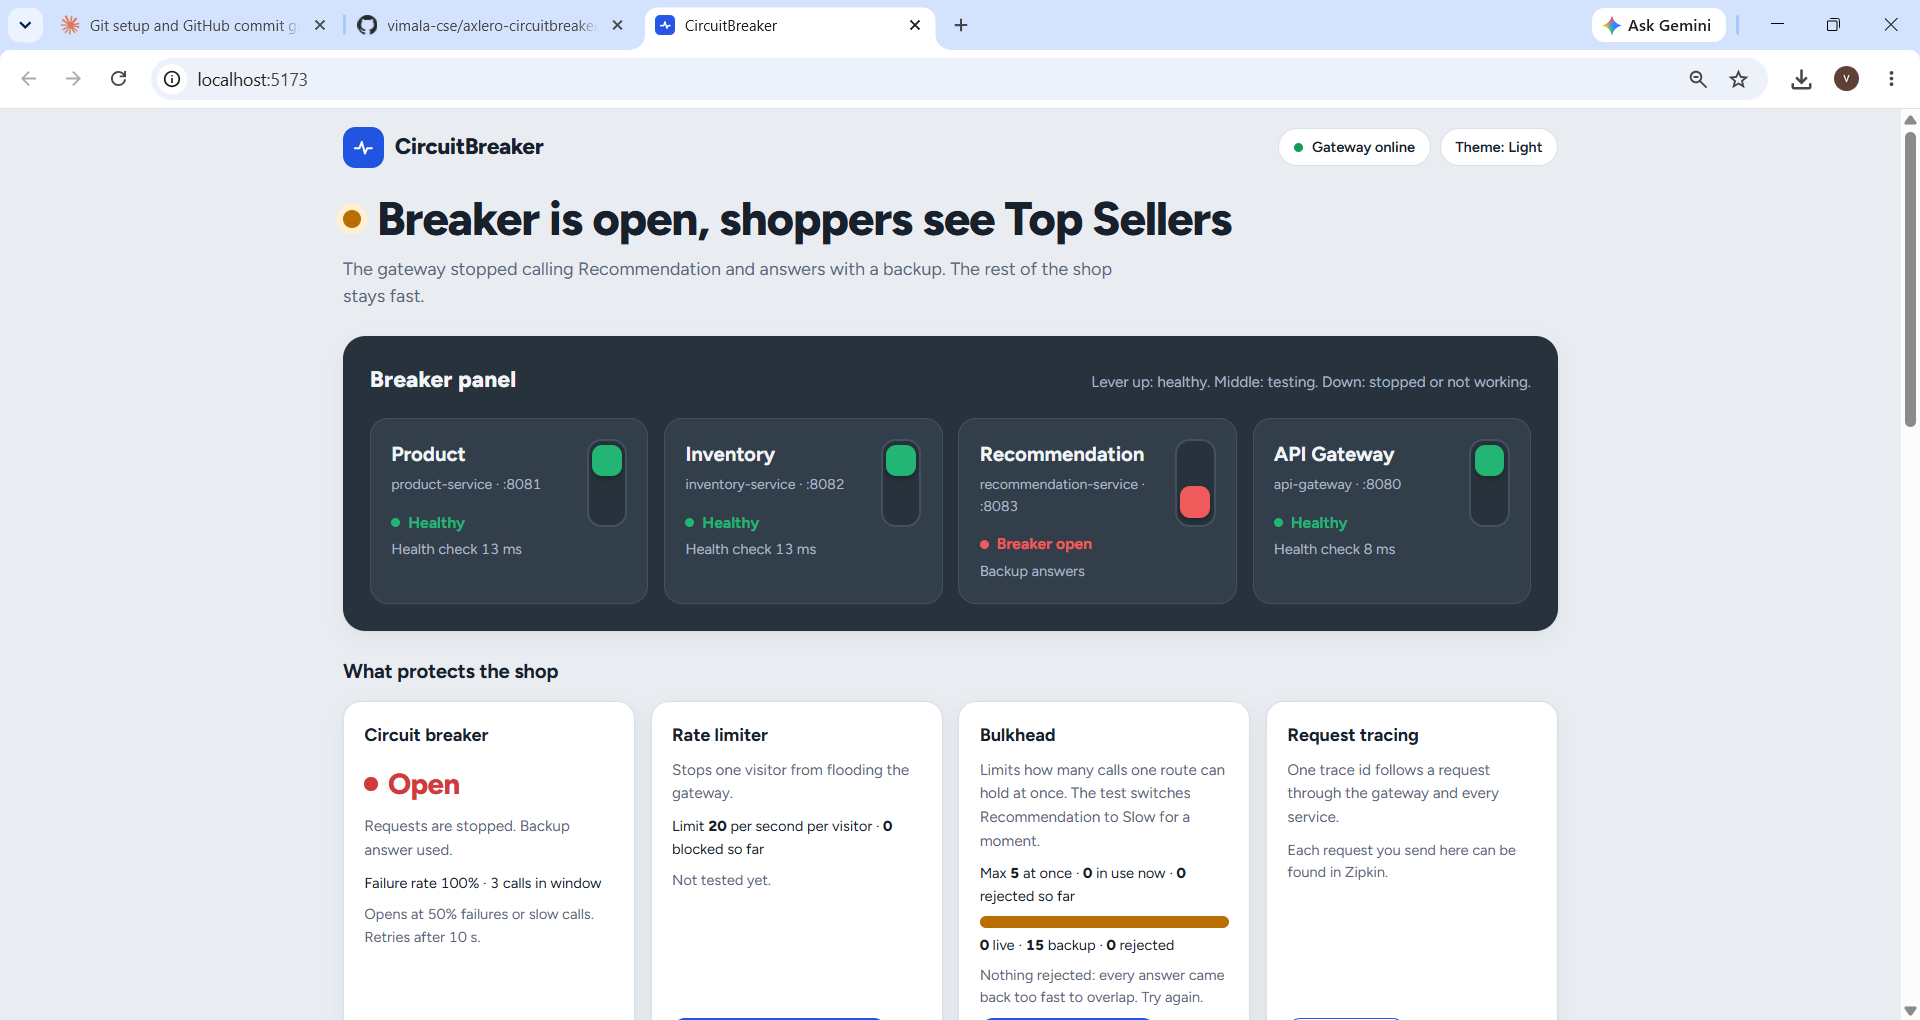 Git setup and GitHub commit g
vimala-cse/axlero-circuitbreake
CircuitBreaker
Ask Gemini
localhost:5173
V
CircuitBreaker
Gateway online
Theme: Light
Breaker is open, shoppers see Top Sellers
The gateway stopped calling Recommendation and answers with a backup. The rest of the shop
stays fast.
Breaker panel
Lever up: healthy. Middle: testing. Down: stopped or not working.
Product
product-service · :8081
Healthy
Health check 13 ms
Inventory
inventory-service · :8082
Healthy
Health check 13 ms
Recommendation
recommendation-service ·
:8083
Breaker open
Backup answers
API Gateway
api-gateway · :8080
Healthy
Health check 8 ms
What protects the shop
Circuit breaker
Open
Requests are stopped. Backup
answer used.
Failure rate 100% · 3 calls in window
Opens at 50% failures or slow calls.
Retries after 10 s.
Rate limiter
Stops one visitor from flooding the
gateway.
Limit 20 per second per visitor · 0
blocked so far
Not tested yet.
Bulkhead
Limits how many calls one route can
hold at once. The test switches
Recommendation to Slow for a
moment.
Max 5 at once · 0 in use now · 0
rejected so far
0 live · 15 backup · 0 rejected
Nothing rejected: every answer came
back too fast to overlap. Try again.
Request tracing
One trace id follows a request
through the gateway and every
service.
Each request you send here can be
found in Zipkin.